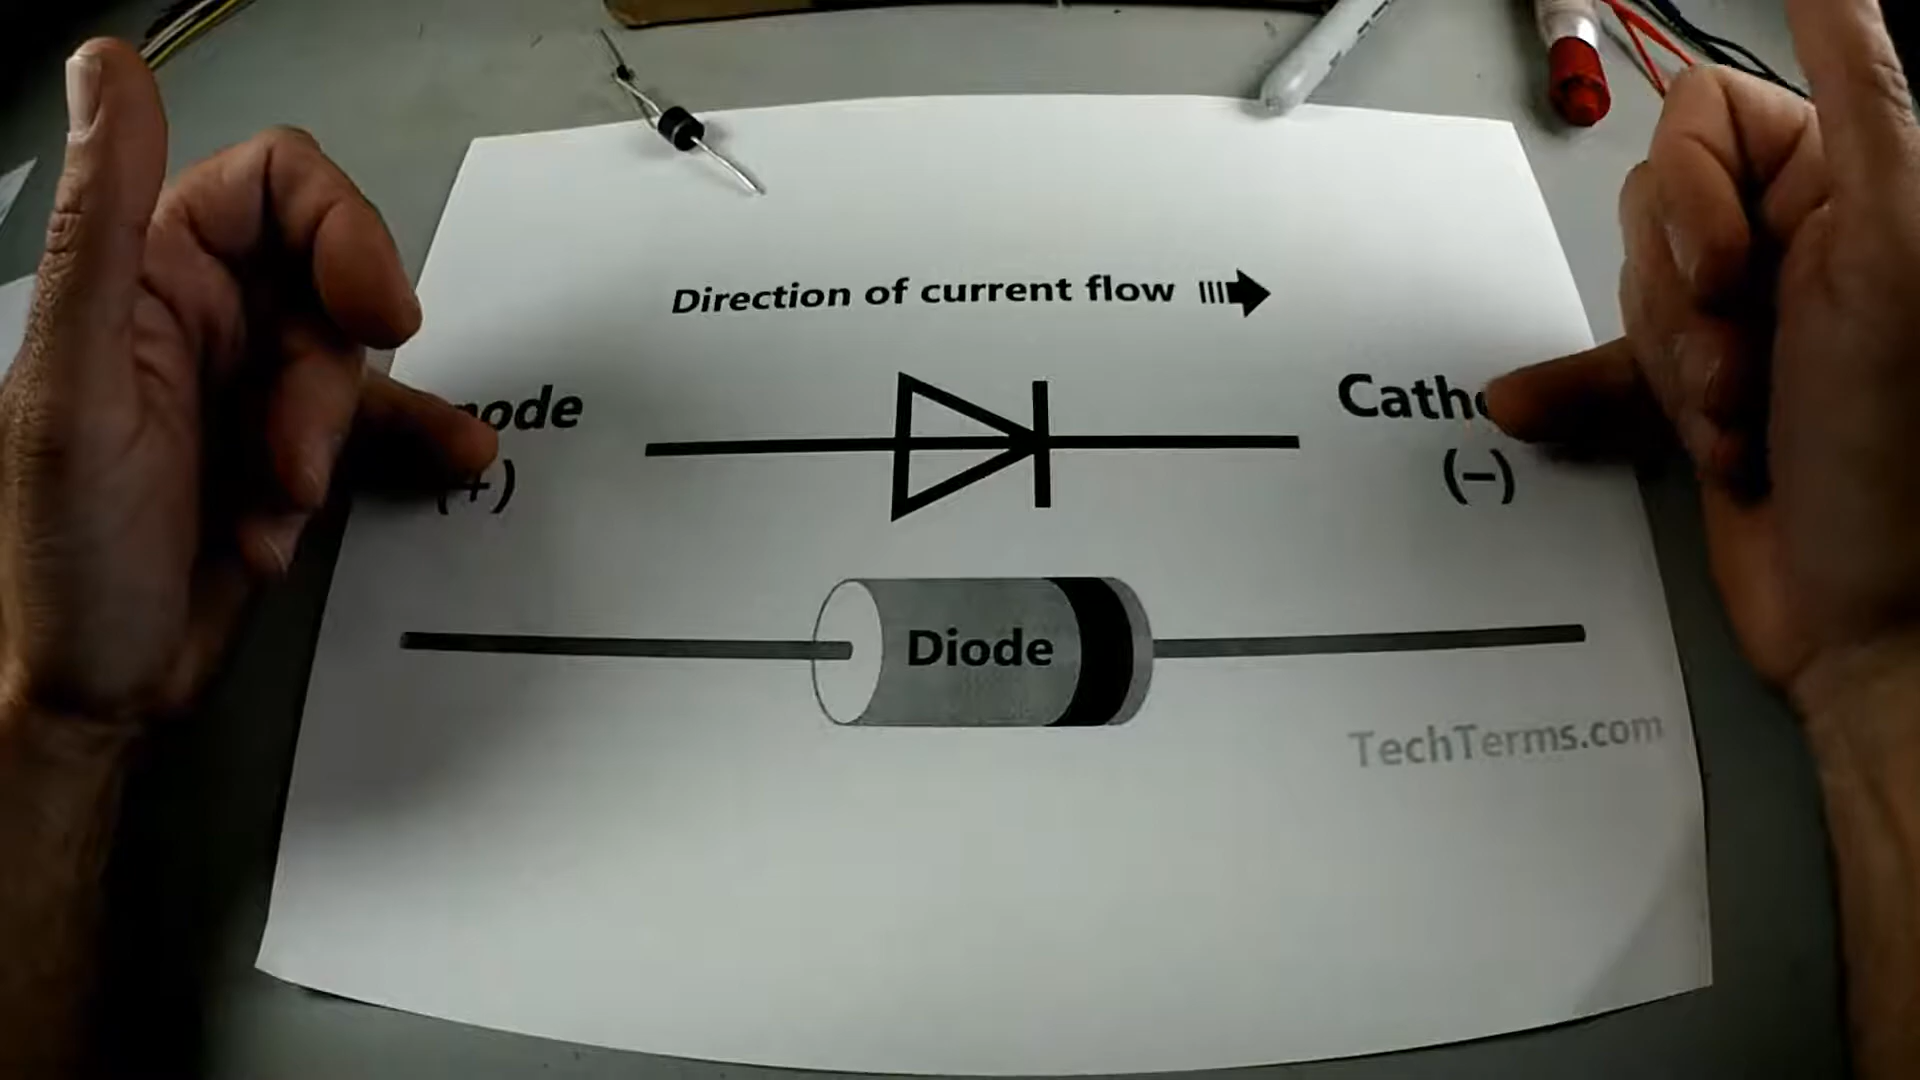 Direction of current flow
node
(+)
Cath
(–)
Diode
TechTerms.com